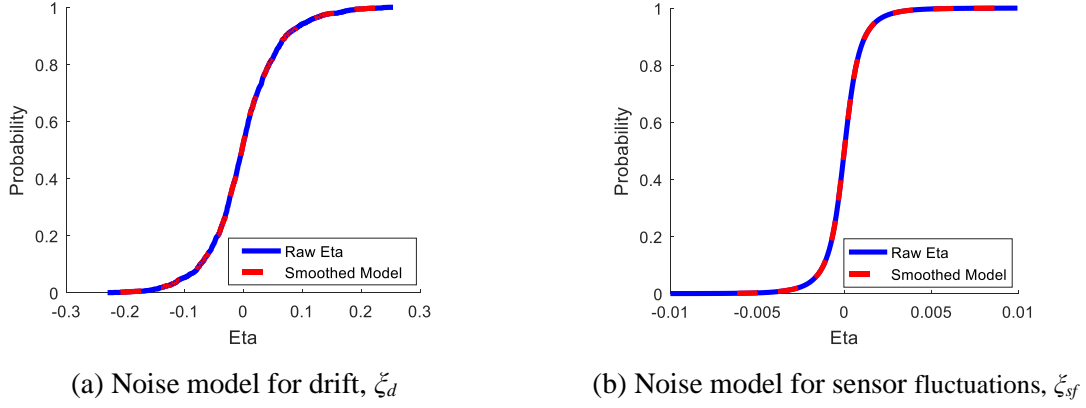 1
0.8
0.6
0.4
0.2
0
Probability
-0.3
-0.2
-0.1
0
0.1
0.2
0.3
Eta
Raw Eta
Smoothed Model
(a) Noise model for drift, ξd
1
0.8
0.6
0.4
0.2
0
Probability
-0.01
-0.005
0
0.005
0.01
Eta
Raw Eta
Smoothed Model
(b) Noise model for sensor fluctuations, ξsf